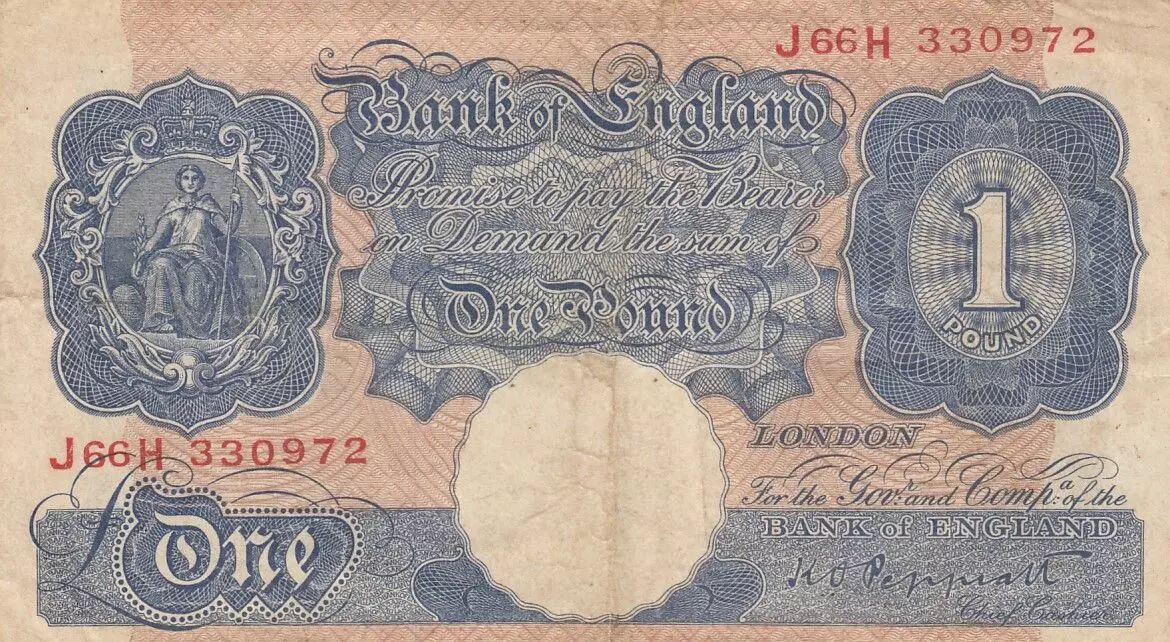 J66H 330972
Bank of England
Promise to pay the Bearer
on Demand the sum of
One Pound
1
POUND
J66H 330972
LONDON
For the Govr. and Compa. of the
BANK of ENGLAND
One
K O Peppiatt
Chief Cashier